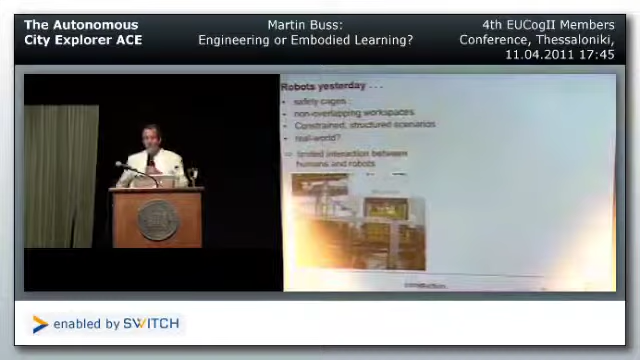 The Autonomous
City Explorer ACE
Martin Buss:
Engineering or Embodied Learning?
4th EUCogII Members
Conference, Thessaloniki,
11.04.2011 17:45
Robots yesterday . . .
safety cages
non-overlapping workspaces
Constrained, structured scenarios
real-world?
limited interaction between
humans and robots
construction
enabled by SWITCH